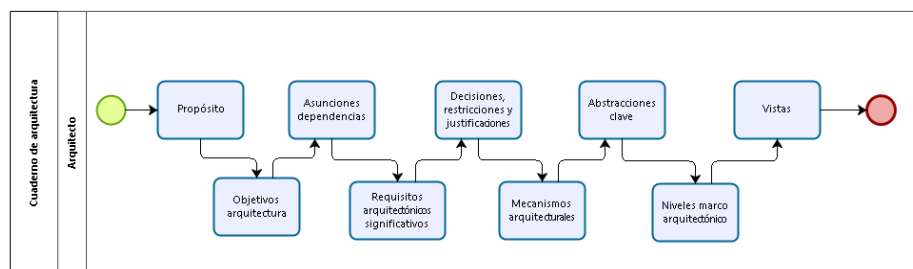 Cuaderno de arquitectura
Arquitecto
Propósito
Objetivos
arquitectura
Asunciones
dependencias
Requisitos
arquitectónicos
significativos
Decisiones,
restricciones y
justificaciones
Mecanismos
arquitecturales
Abstracciones
clave
Niveles marco
arquitectónico
Vistas